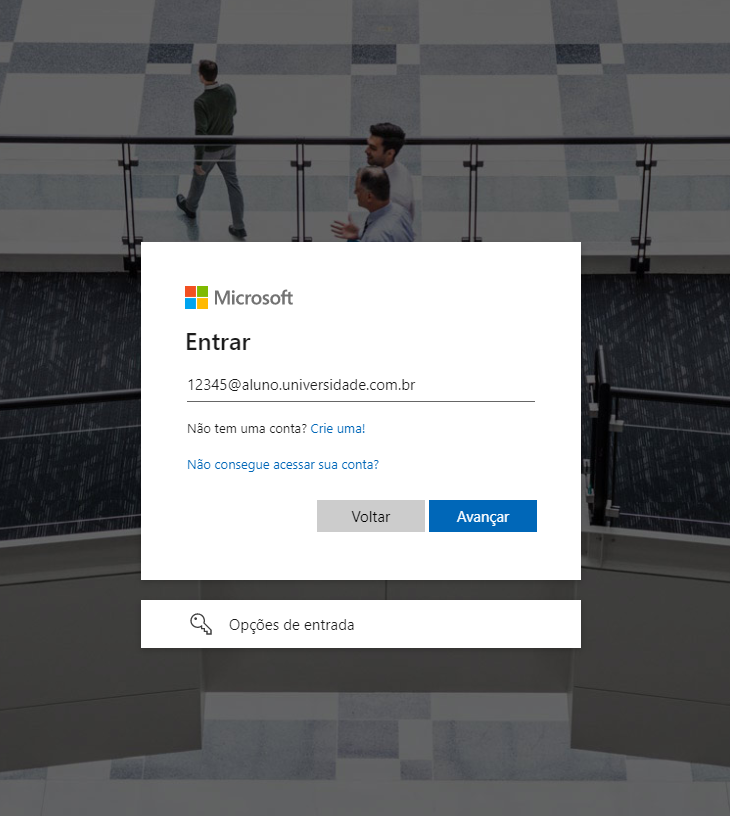 Microsoft
Entrar
12345@aluno.universidade.com.br
Não tem uma conta? Crie uma!
Não consegue acessar sua conta?
Voltar Avançar
Opções de entrada